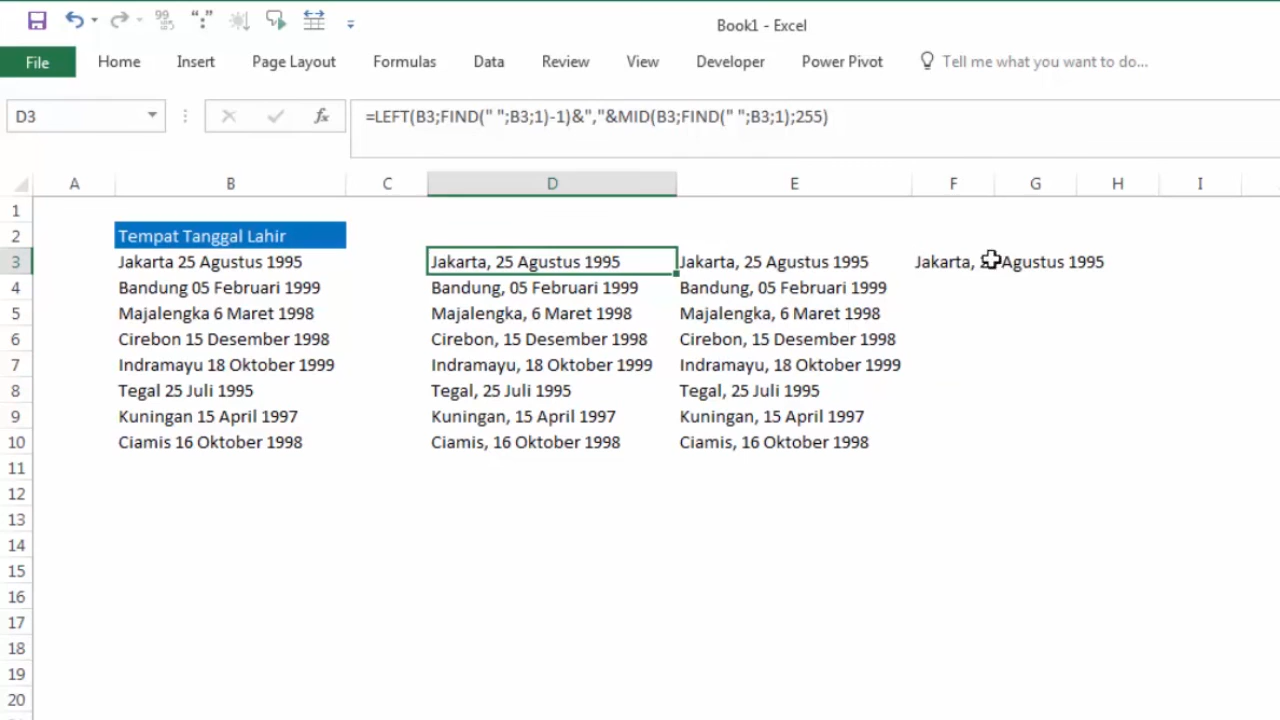 Book1 - Excel
File Home Insert Page Layout Formulas Data Review View Developer Power Pivot Tell me what you want to do...
D3 fx =LEFT(B3;FIND(" ";B3;1)-1)&","&MID(B3;FIND(" ";B3;1);255)
A B C D E F G H I
1
2 Tempat Tanggal Lahir
3 Jakarta 25 Agustus 1995 Jakarta, 25 Agustus 1995 Jakarta, 25 Agustus 1995 Jakarta, Agustus 1995
4 Bandung 05 Februari 1999 Bandung, 05 Februari 1999 Bandung, 05 Februari 1999
5 Majalengka 6 Maret 1998 Majalengka, 6 Maret 1998 Majalengka, 6 Maret 1998
6 Cirebon 15 Desember 1998 Cirebon, 15 Desember 1998 Cirebon, 15 Desember 1998
7 Indramayu 18 Oktober 1999 Indramayu, 18 Oktober 1999 Indramayu, 18 Oktober 1999
8 Tegal 25 Juli 1995 Tegal, 25 Juli 1995 Tegal, 25 Juli 1995
9 Kuningan 15 April 1997 Kuningan, 15 April 1997 Kuningan, 15 April 1997
10 Ciamis 16 Oktober 1998 Ciamis, 16 Oktober 1998 Ciamis, 16 Oktober 1998
11
12
13
14
15
16
17
18
19
20